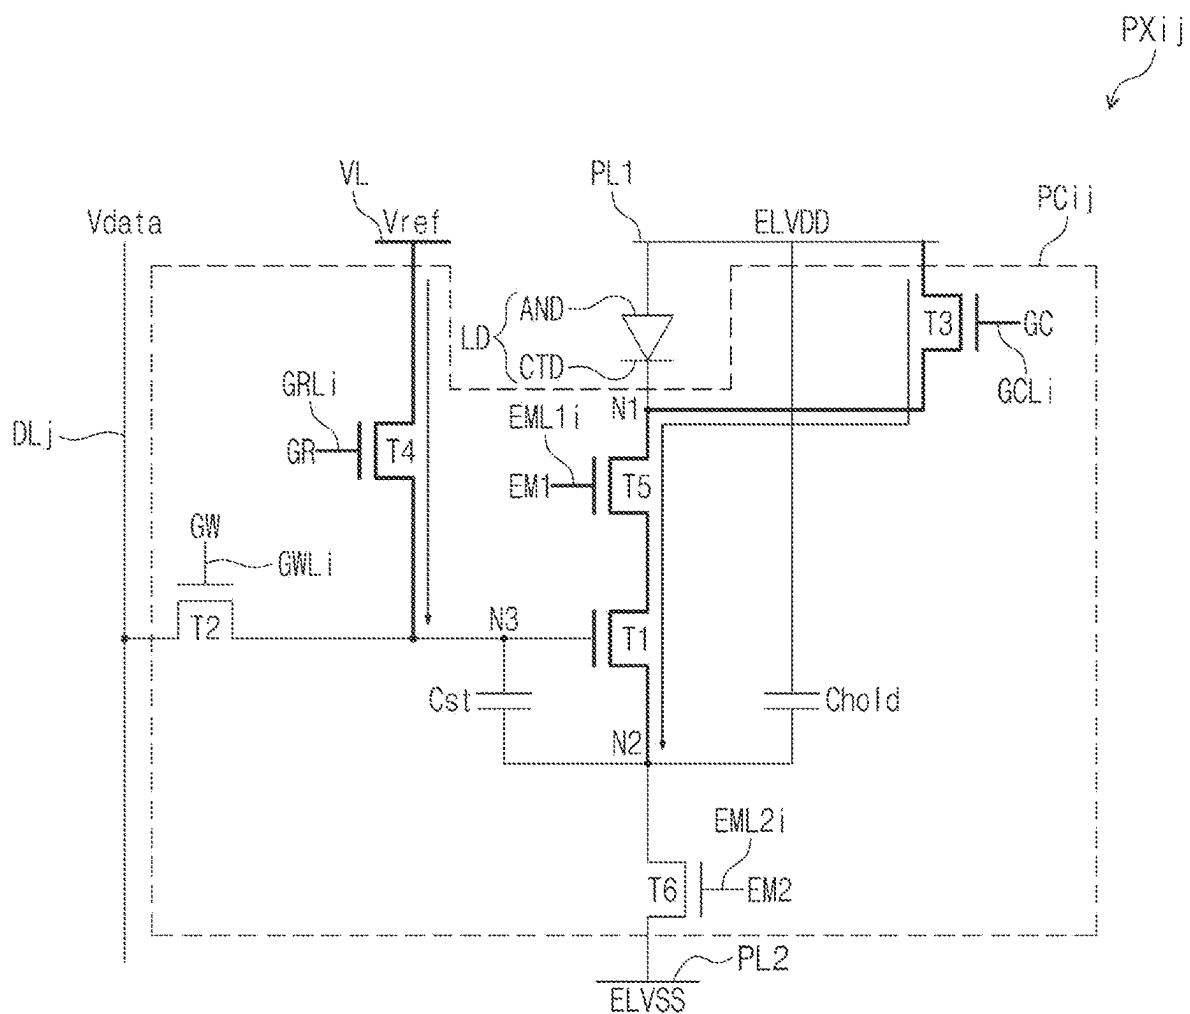 PXij
VL
PL1
PCij
Vdata
Vref
ELVDD
AND
LD
CTD
T3
GC
GCLi
GRLi
N1
EML1i
DLj
GR
T4
EM1
T5
GW
GWLi
T2
N3
T1
Cst
Chold
N2
EML2i
T6
EM2
PL2
ELVSS